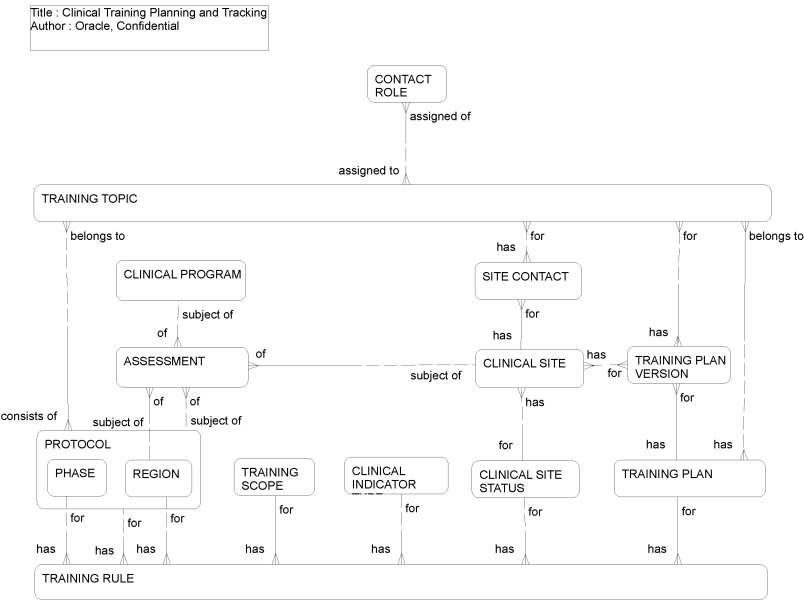 Title : Clinical Training Planning and Tracking
Author : Oracle, Confidential
CONTACT
ROLE
assigned of
assigned to
TRAINING TOPIC
belongs to
for
for
belongs to
has
CLINICAL PROGRAM
SITE CONTACT
subject of
for
of
has
has
ASSESSMENT
of
CLINICAL SITE
has
TRAINING PLAN
VERSION
subject of
for
of
of
has
for
consists of
subject of
subject of
PROTOCOL
for
has
has
PHASE
REGION
TRAINING
SCOPE
CLINICAL
INDICATOR
CLINICAL SITE
STATUS
TRAINING PLAN
for
for
for
for
for
for
for
has
has
has
has
has
has
has
TRAINING RULE